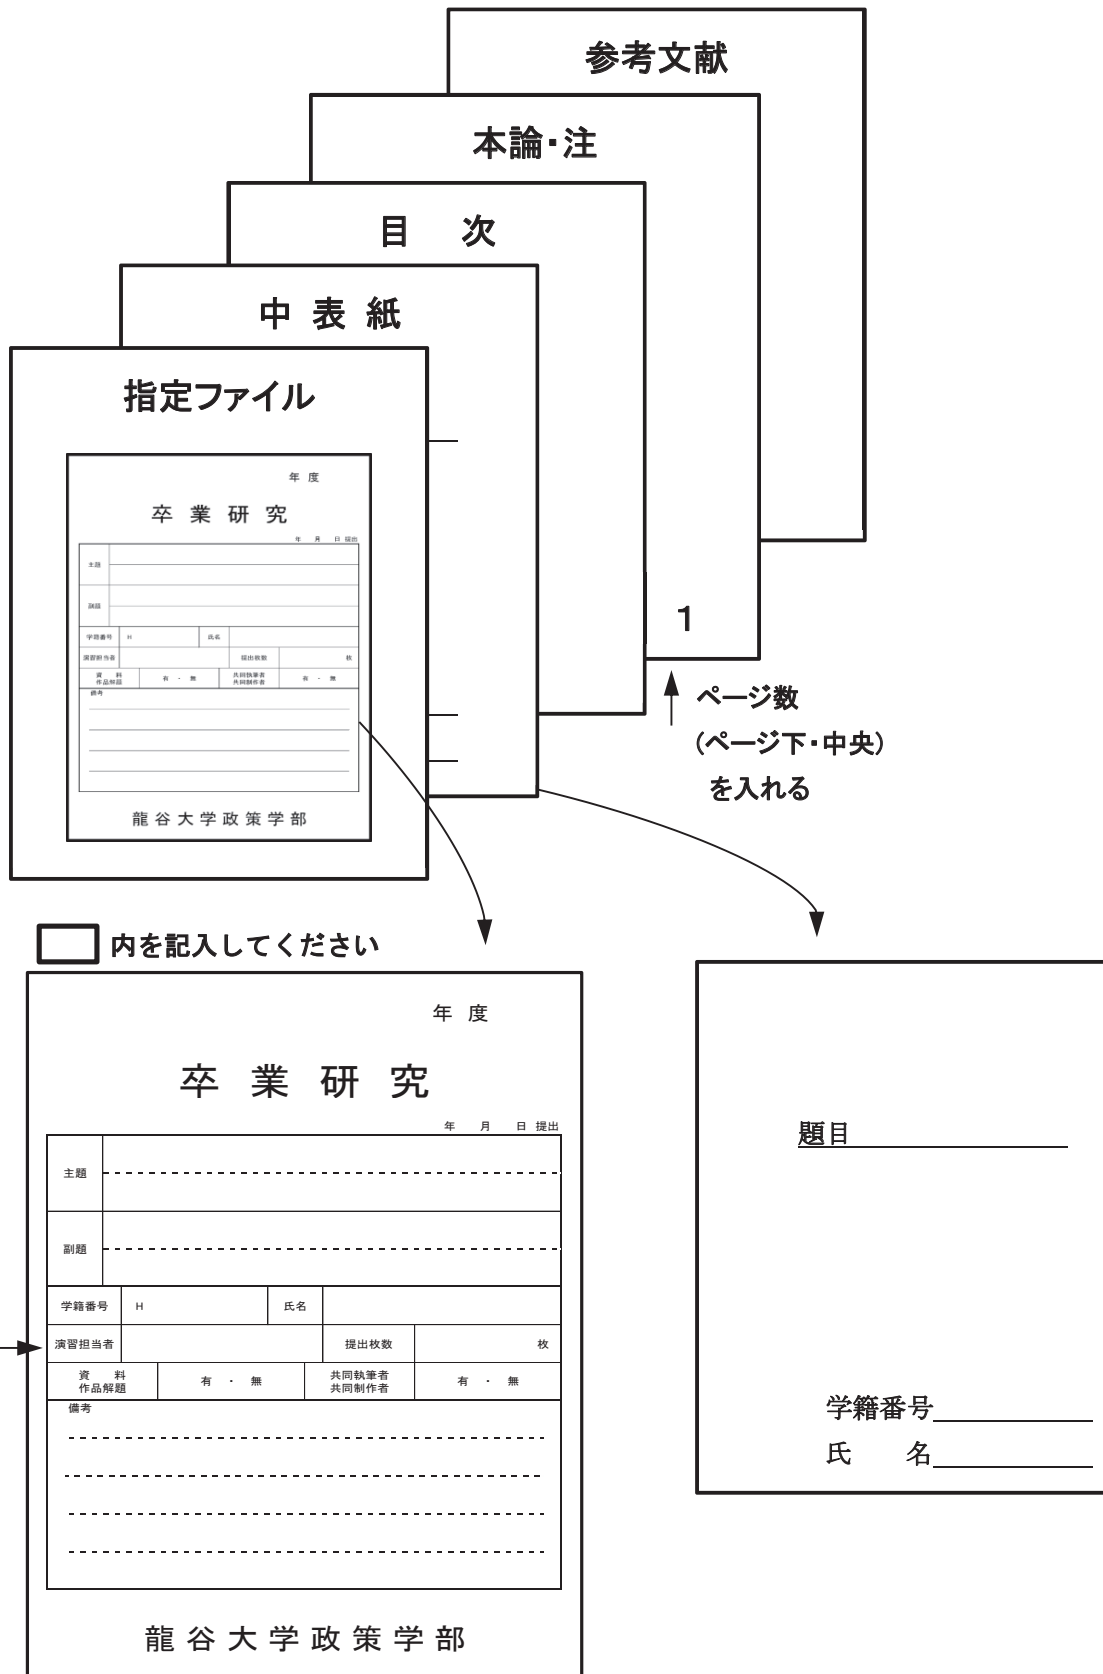 参考文献
本論・注
目　次
中 表 紙
指定ファイル
年 度
卒 業 研 究
年　月　日 提出
主題
副題
学籍番号　H　氏名
演習担当者　提出枚数　枚
資　料
作品解題　有 ・ 無　共同執筆者
共同制作者　有 ・ 無
備考
龍谷大学政策学部
1
ページ数
(ページ下・中央)
を入れる
内を記入してください
年 度
卒 業 研 究
年　月　日 提出
主題
副題
学籍番号　H　氏名
演習担当者　提出枚数　枚
資　料
作品解題　有 ・ 無　共同執筆者
共同制作者　有 ・ 無
備考
龍谷大学政策学部
題目
学籍番号
氏　名